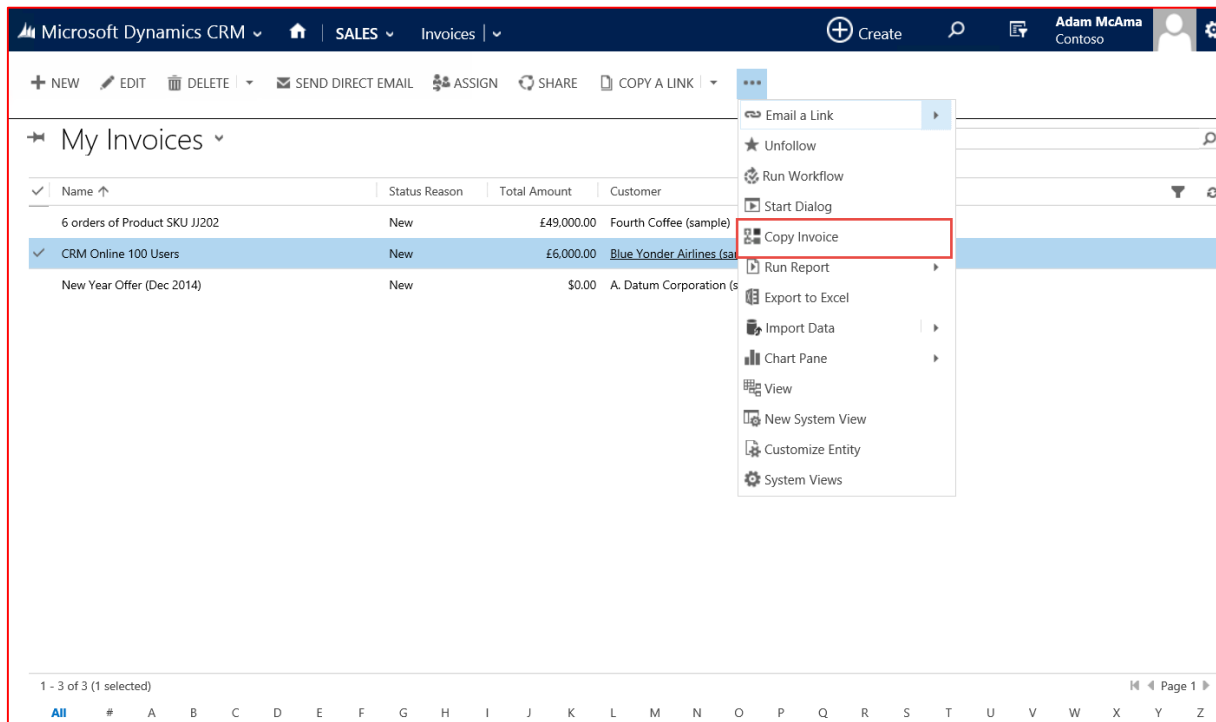 Microsoft Dynamics CRM SALES Invoices Create Adam McAma
Contoso
NEW EDIT DELETE SEND DIRECT EMAIL ASSIGN SHARE COPY A LINK
Email a Link
My Invoices
Unfollow
Run Workflow
Name Status Reason Total Amount Customer
Start Dialog
6 orders of Product SKU JJ202 New £49,000.00 Fourth Coffee (sample)
Copy Invoice
CRM Online 100 Users New £6,000.00 Blue Yonder Airlines (sa
Run Report
New Year Offer (Dec 2014) New $0.00 A. Datum Corporation (s
Export to Excel
Import Data
Chart Pane
View
New System View
Customize Entity
System Views
1 - 3 of 3 (1 selected) Page 1
All # A B C D E F G H I J K L M N O P Q R S T U V W X Y Z